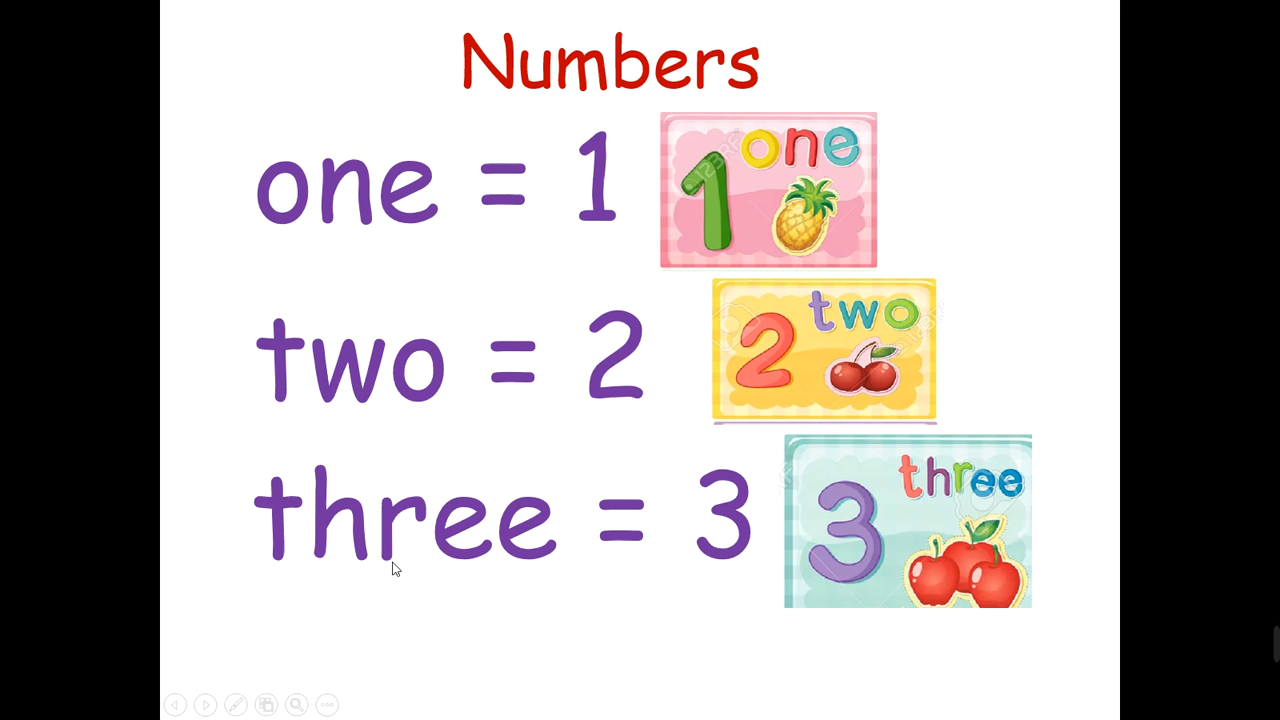 Numbers
one = 1
1 one
two = 2
2 two
three = 3
3 three